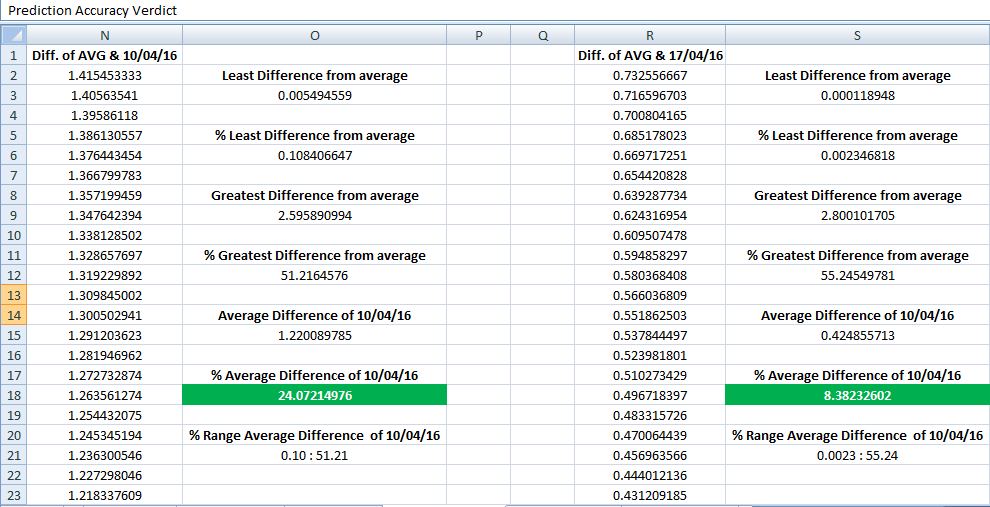 Prediction Accuracy Verdict
N O P Q R S
1 Diff. of AVG & 10/04/16 Diff. of AVG & 17/04/16
2 1.415453333 Least Difference from average 0.732556667 Least Difference from average
3 1.40563541 0.005494559 0.716596703 0.000118948
4 1.39586118 0.700804165
5 1.386130557 % Least Difference from average 0.685178023 % Least Difference from average
6 1.376443454 0.108406647 0.669717251 0.002346818
7 1.366799783 0.654420828
8 1.357199459 Greatest Difference from average 0.639287734 Greatest Difference from average
9 1.347642394 2.595890994 0.624316954 2.800101705
10 1.338128502 0.609507478
11 1.328657697 % Greatest Difference from average 0.594858297 % Greatest Difference from average
12 1.319229892 51.2164576 0.580368408 55.24549781
13 1.309845002 0.566036809
14 1.300502941 Average Difference of 10/04/16 0.551862503 Average Difference of 10/04/16
15 1.291203623 1.220089785 0.537844497 0.424855713
16 1.281946962 0.523981801
17 1.272732874 % Average Difference of 10/04/16 0.510273429 % Average Difference of 10/04/16
18 1.263561274 24.07214976 0.496718397 8.38232602
19 1.254432075 0.483315726
20 1.245345194 % Range Average Difference of 10/04/16 0.470064439 % Range Average Difference of 10/04/16
21 1.236300546 0.10 : 51.21 0.456963566 0.0023 : 55.24
22 1.227298046 0.444012136
23 1.218337609 0.431209185